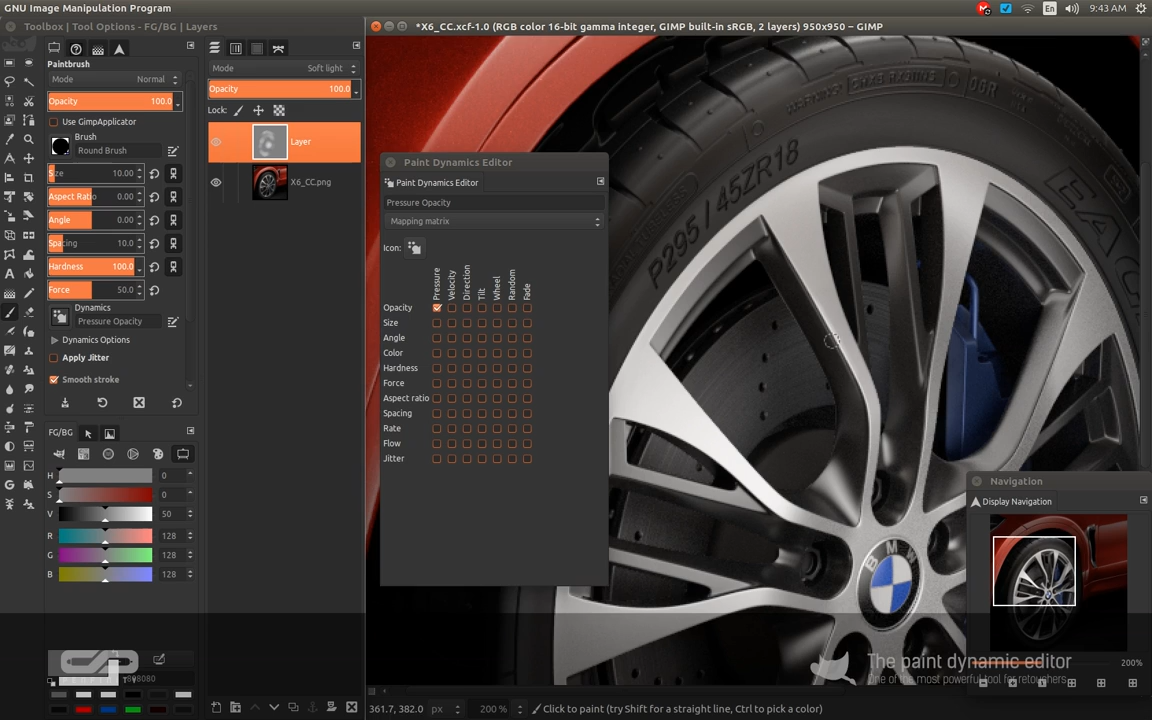 GNU Image Manipulation Program
En
9:43 AM
Toolbox | Tool Options - FG/BG | Layers
*X6_CC.xcf-1.0 (RGB color 16-bit gamma integer, GIMP built-in sRGB, 2 layers) 950x950 – GIMP
Paintbrush
Mode
Normal
Opacity
100.0
Use GimpApplicator
Brush
Round Brush
Size
10.00
Aspect Ratio
0.00
Angle
0.00
Spacing
10.0
Hardness
100.0
Force
50.0
Dynamics
Pressure Opacity
Dynamics Options
Apply Jitter
Smooth stroke
FG/BG
H
0
S
0
V
50
R
128
G
128
B
128
808080
Mode
Soft light
Opacity
100.0
Lock:
Layer
X6_CC.png
Paint Dynamics Editor
Paint Dynamics Editor
Pressure Opacity
Mapping matrix
Icon:
Pressure
Velocity
Direction
Tilt
Wheel
Random
Fade
Opacity
Size
Angle
Color
Hardness
Force
Aspect ratio
Spacing
Rate
Flow
Jitter
P295 / 45ZR18
DGR
BMW
Navigation
Display Navigation
200%
The paint dynamic editor
One of the most powerful tool for retouchers
361.7, 382.0
px
200 %
Click to paint (try Shift for a straight line, Ctrl to pick a color)